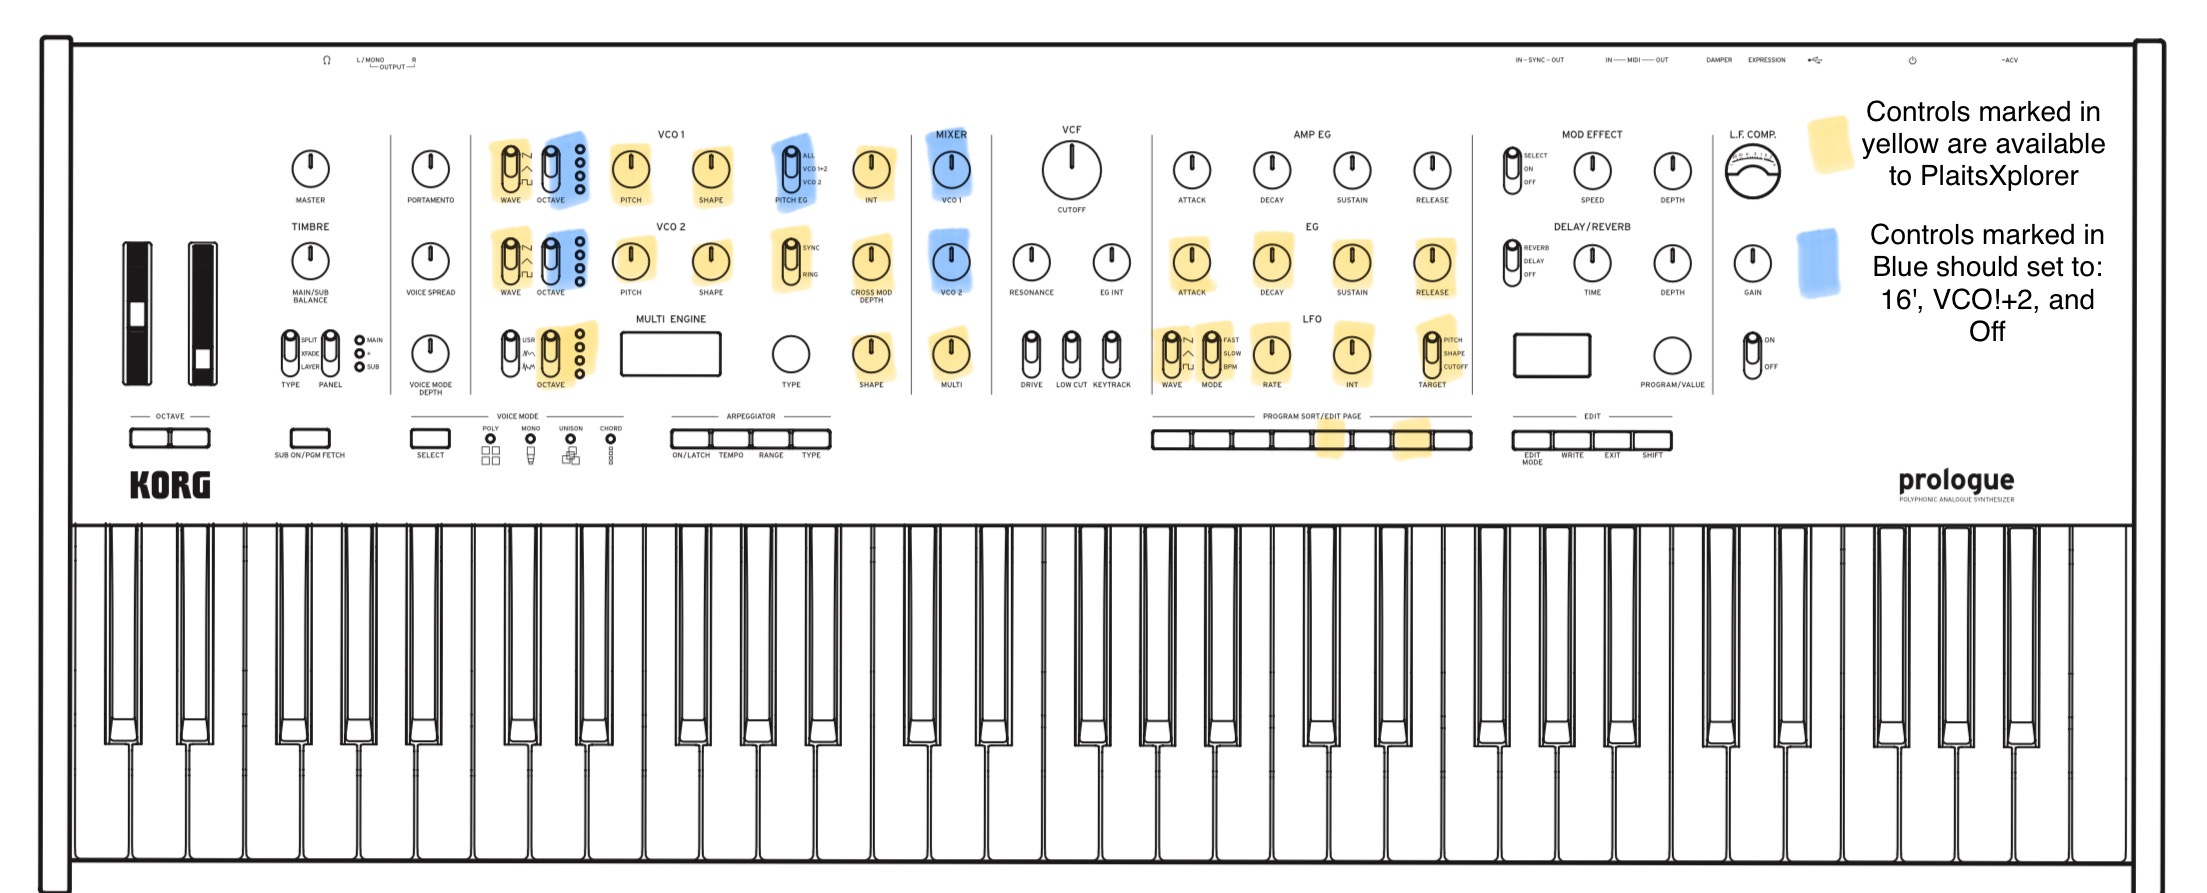 L/MONO R
OUTPUT
IN SYNC OUT
IN MIDI OUT
DAMPER
EXPRESSION
Controls marked in
yellow are available
to PlaitsXplorer
Controls marked in
Blue should set to:
16', VCO!+2, and
Off
VCO 1
MIXER
VCF
AMP EG
MOD EFFECT
L.F. COMP.
ALL
VCO 1+2
VCO 2
SELECT
ON
OFF
MASTER
PORTAMENTO
WAVE
OCTAVE
PITCH
SHAPE
PITCH EG
INT
VCO 1
CUTOFF
ATTACK
DECAY
SUSTAIN
RELEASE
SPEED
DEPTH
TIMBRE
VCO 2
EG
DELAY/REVERB
SYNC
RING
REVERB
DELAY
OFF
MAIN/SUB
BALANCE
VOICE SPREAD
WAVE
OCTAVE
PITCH
SHAPE
CROSS MOD
DEPTH
VCO 2
RESONANCE
EG INT
ATTACK
DECAY
SUSTAIN
RELEASE
TIME
DEPTH
GAIN
MULTI ENGINE
LFO
SPLIT
XFADE
LAYER
MAIN
+
SUB
USR
FAST
SLOW
BPM
PITCH
SHAPE
CUTOFF
ON
OFF
TYPE
PANEL
VOICE MODE
DEPTH
OCTAVE
TYPE
SHAPE
MULTI
DRIVE
LOW CUT
KEYTRACK
WAVE
MODE
RATE
INT
TARGET
PROGRAM/VALUE
OCTAVE
VOICE MODE
ARPEGGIATOR
PROGRAM SORT/EDIT PAGE
EDIT
POLY
MONO
UNISON
CHORD
SUB ON/PGM FETCH
SELECT
ON/LATCH
TEMPO
RANGE
TYPE
EDIT
MODE
WRITE
EXIT
SHIFT
KORG
prologue
POLYPHONIC ANALOGUE SYNTHESIZER